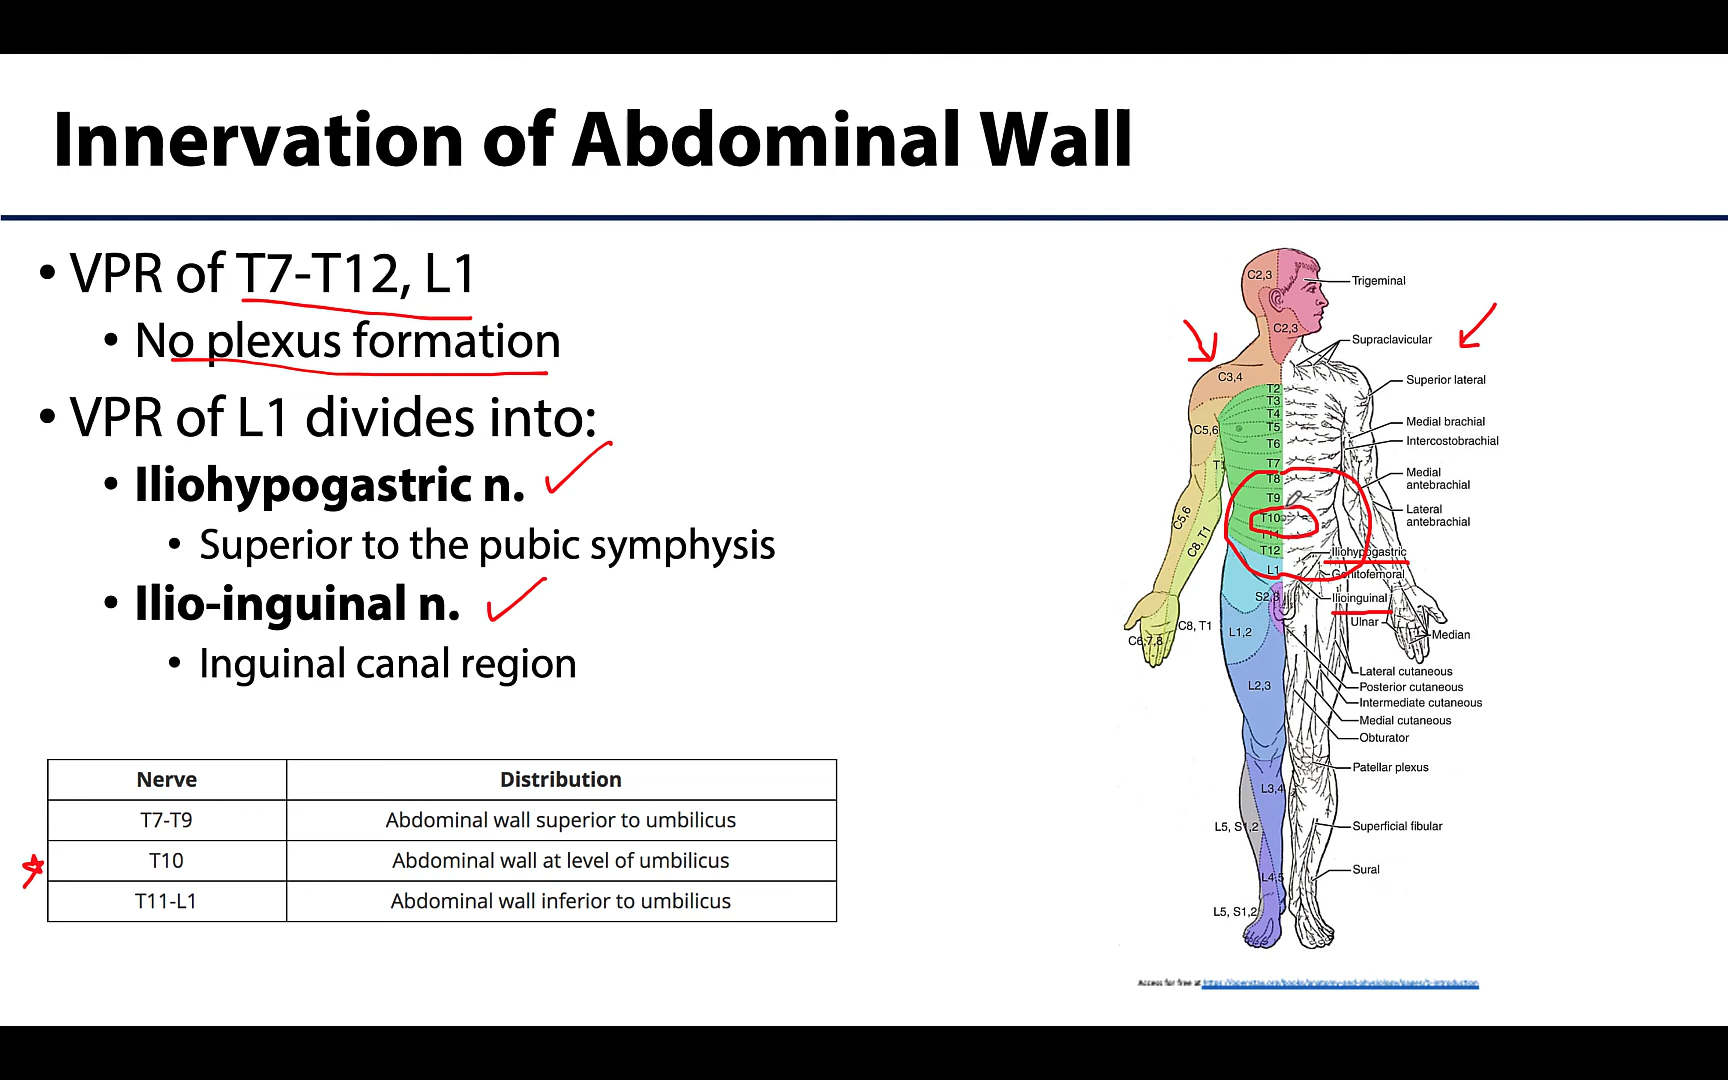 Innervation of Abdominal Wall
• VPR of T7-T12, L1
• No plexus formation
• VPR of L1 divides into:
• Iliohypogastric n.
• Superior to the pubic symphysis
• Ilio-inguinal n.
• Inguinal canal region
Nerve Distribution
T7-T9 Abdominal wall superior to umbilicus
T10 Abdominal wall at level of umbilicus
T11-L1 Abdominal wall inferior to umbilicus
C2,3
Trigeminal
C2,3
Supraclavicular
C3,4
Superior lateral
T2
T3
T4
T5
C5,6
Medial brachial
T6
Intercostobrachial
T7
T1
T8
Medial
antebrachial
T9
C5,6
T10
Lateral
antebrachial
T11
C8, T1
T12
Iliohypogastric
L1
Genitofemoral
S2,3
Ilioinguinal
C8, T1
Ulnar
L1,2
Median
C6,7,8
Lateral cutaneous
L2,3
Posterior cutaneous
Intermediate cutaneous
Medial cutaneous
Obturator
Patellar plexus
L3,4
L5, S1,2
Superficial fibular
Sural
L4,5
L5, S1,2
Access for free at https://openstax.org/books/anatomy-and-physiology/pages/1-introduction